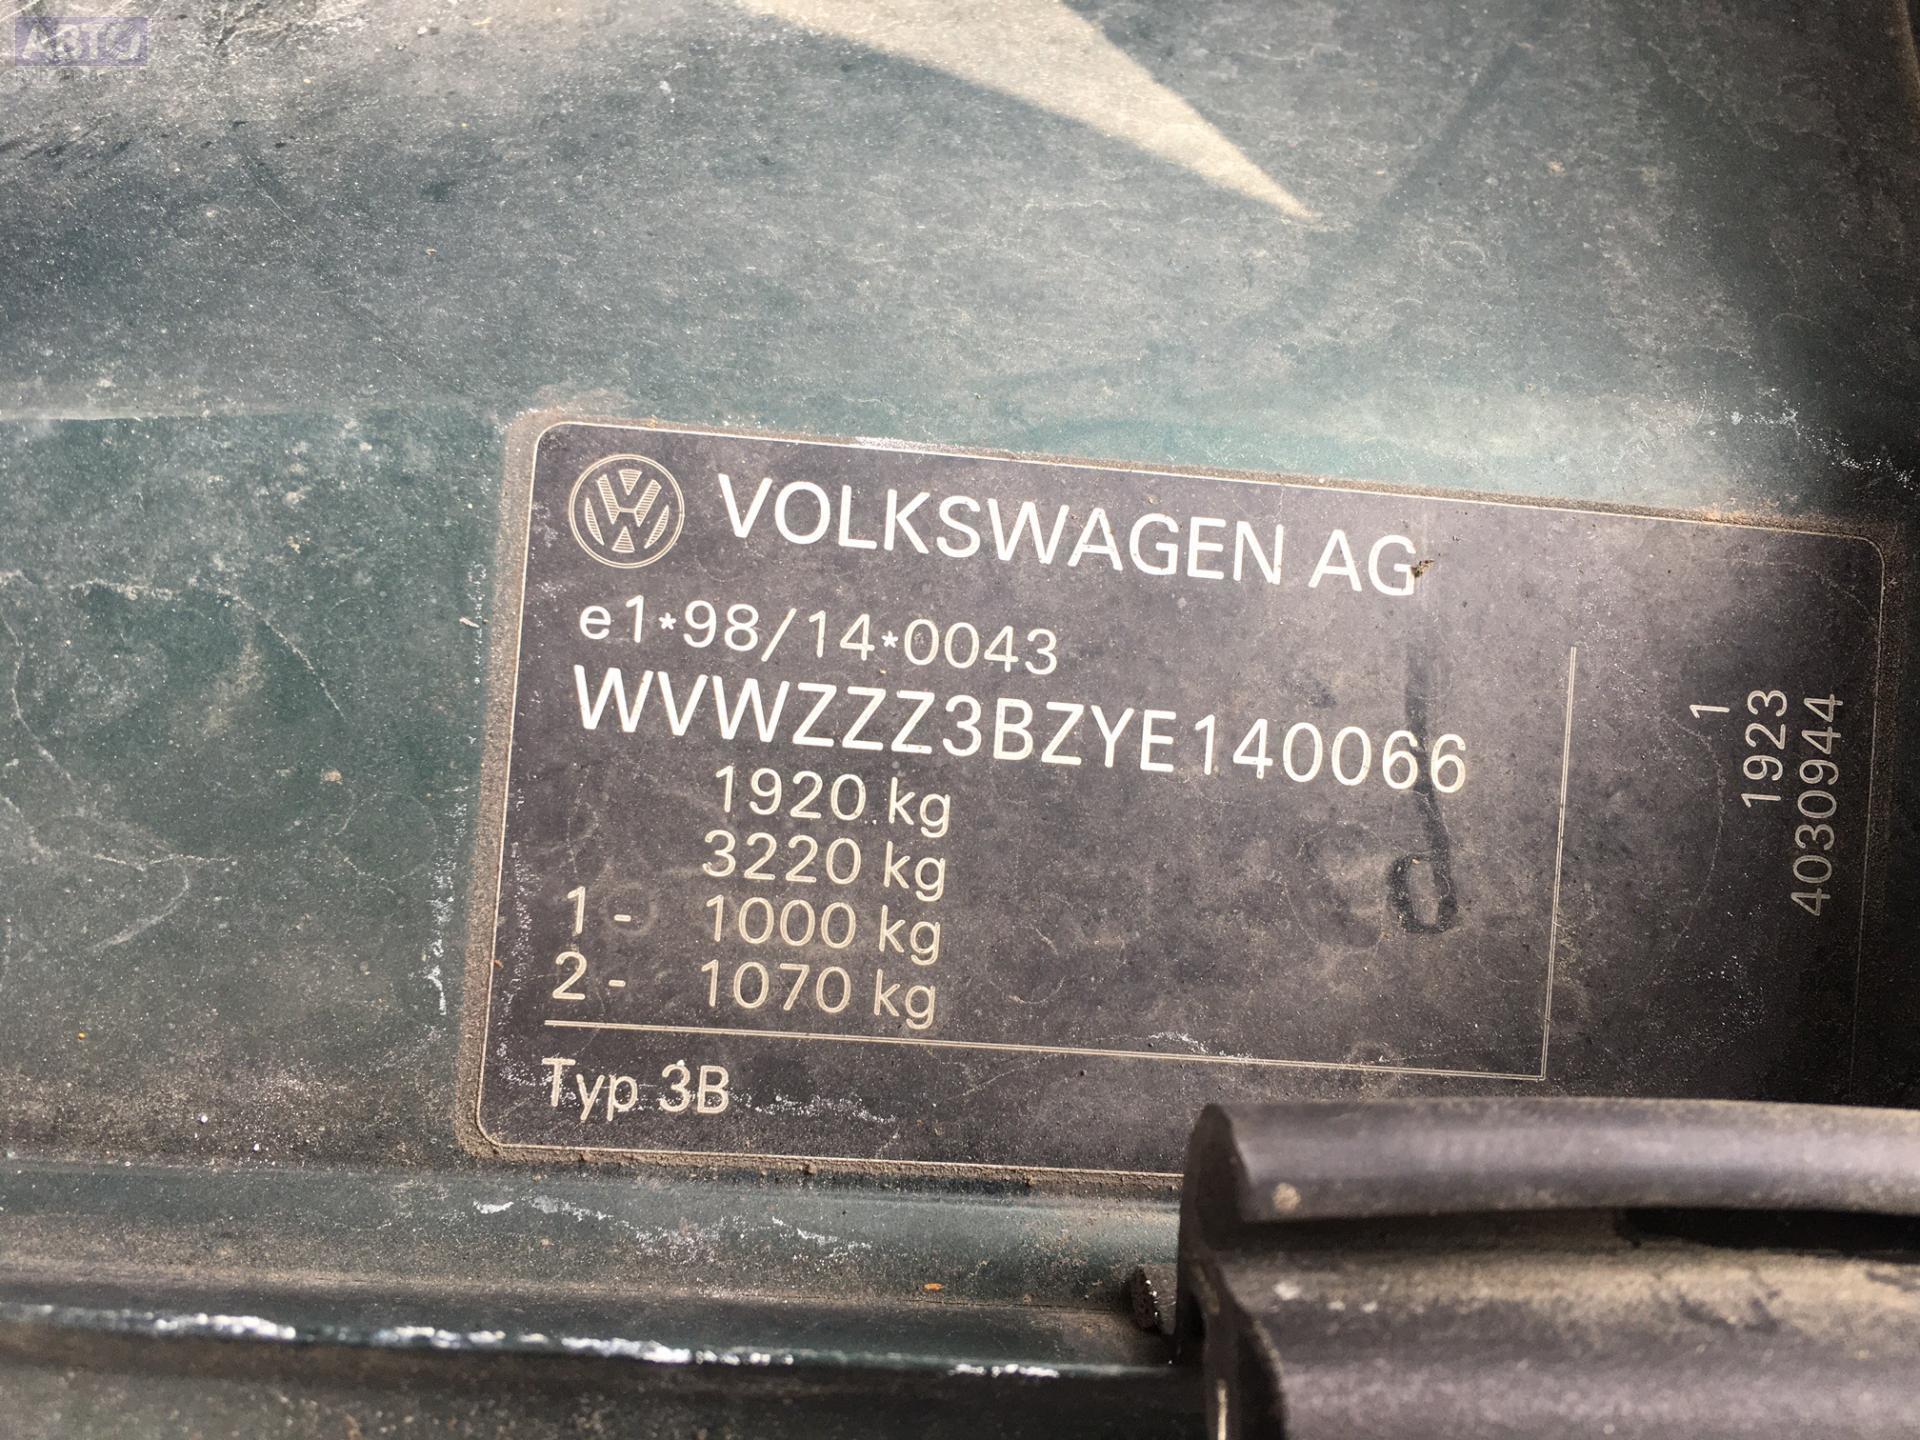 АВТО
VOLKSWAGEN AG
e1*98/14*0043
WVWZZZ3BZYE140066
1920 kg
3220 kg
1 - 1000 kg
2 - 1070 kg
Typ 3B
1
1923
4030944